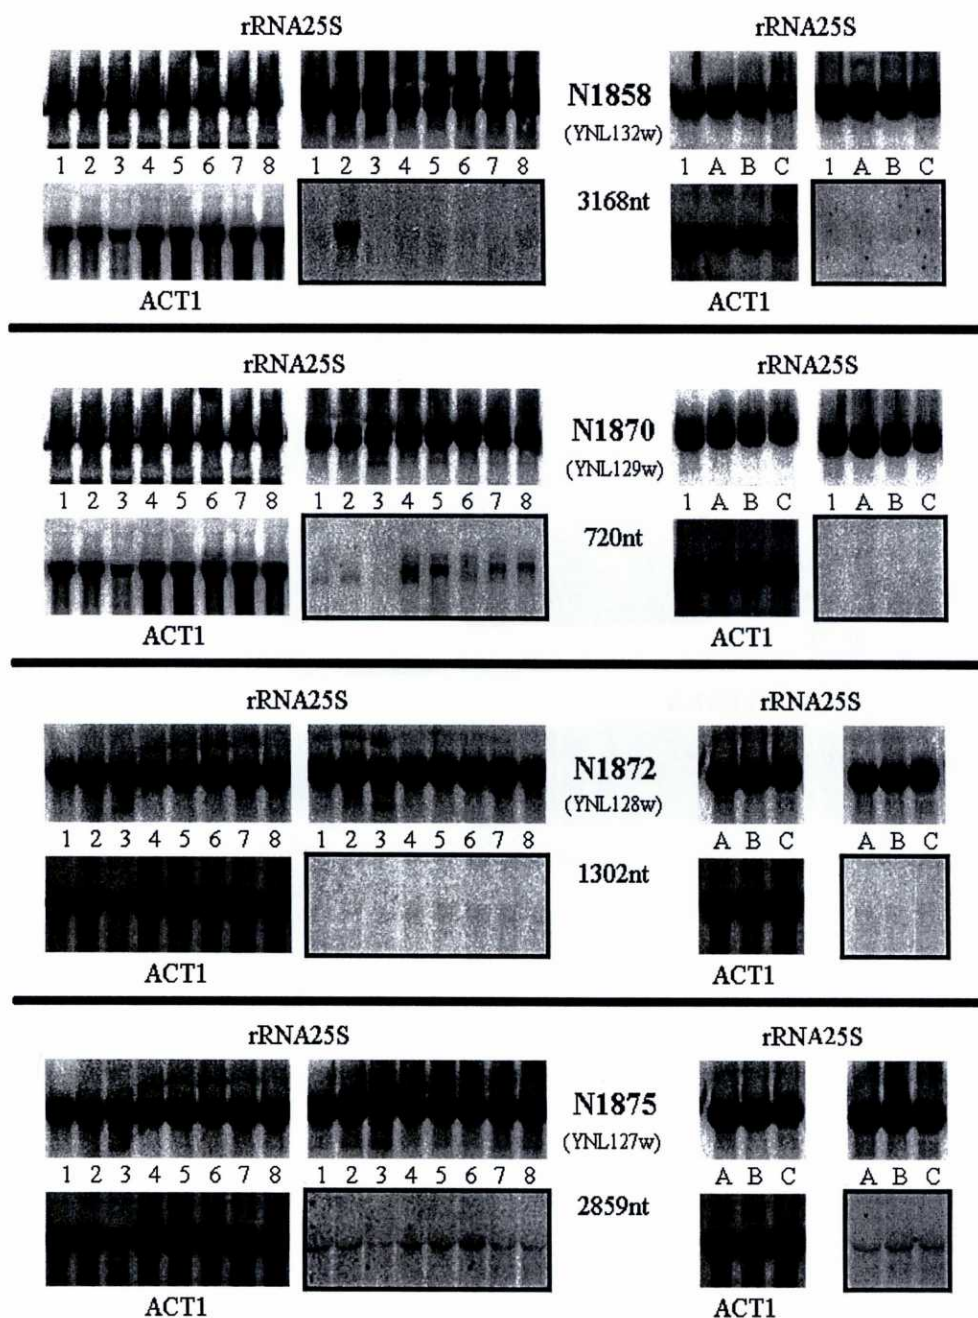 rRNA25S rRNA25S
N1858
(YNL132w)
1 2 3 4 5 6 7 8 1 2 3 4 5 6 7 8 1 A B C 1 A B C
3168nt
ACT1 ACT1
rRNA25S rRNA25S
N1870
(YNL129w)
1 2 3 4 5 6 7 8 1 2 3 4 5 6 7 8 1 A B C 1 A B C
720nt
ACT1 ACT1
rRNA25S rRNA25S
N1872
(YNL128w)
1 2 3 4 5 6 7 8 1 2 3 4 5 6 7 8 A B C A B C
1302nt
ACT1 ACT1
rRNA25S rRNA25S
N1875
(YNL127w)
1 2 3 4 5 6 7 8 1 2 3 4 5 6 7 8 A B C A B C
2859nt
ACT1 ACT1